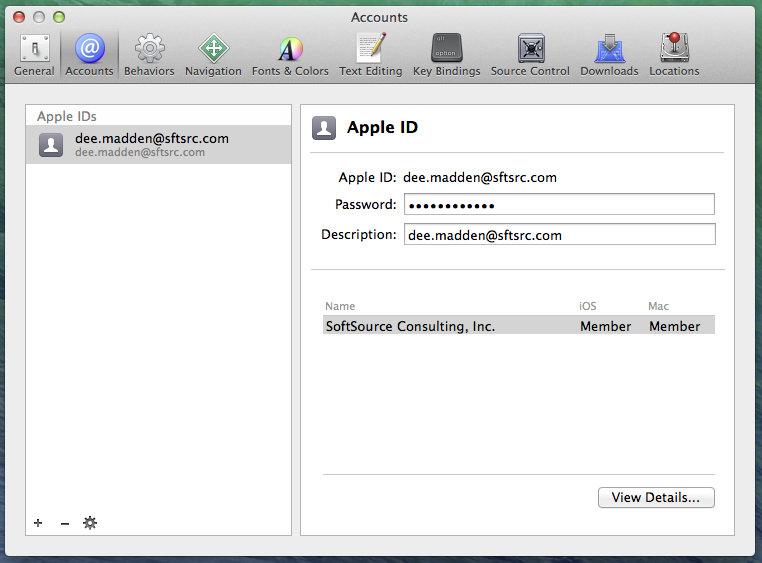 Accounts
General Accounts Behaviors Navigation Fonts & Colors Text Editing Key Bindings Source Control Downloads Locations
alt
option
Apple IDs
dee.madden@sftsrc.com
dee.madden@sftsrc.com
Apple ID
Apple ID: dee.madden@sftsrc.com
Password: ••••••••••••
Description: dee.madden@sftsrc.com
Name iOS Mac
SoftSource Consulting, Inc. Member Member
View Details...